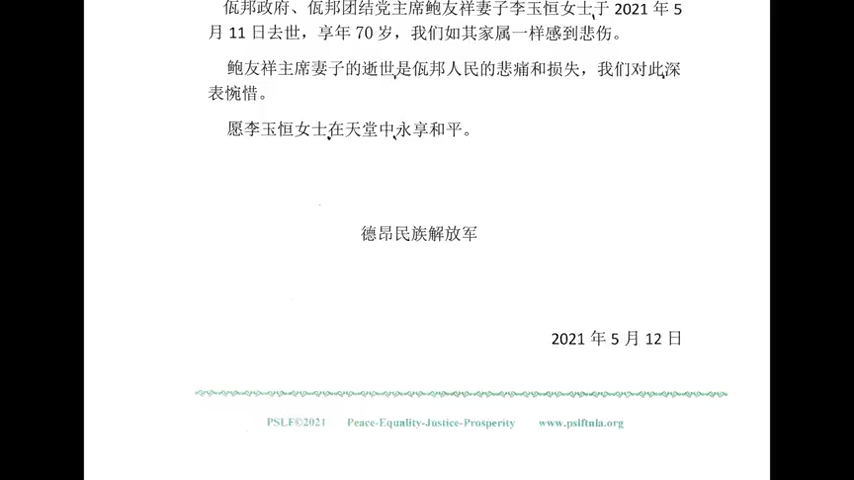 佤邦政府、佤邦团结党主席鲍友祥妻子李玉恒女士于 2021 年 5
月 11 日去世，享年 70 岁，我们如其家属一样感到悲伤。
鲍友祥主席妻子的逝世是佤邦人民的悲痛和损失，我们对此深
表惋惜。
愿李玉恒女士在天堂中永享和平。
德昂民族解放军
2021 年 5 月 12 日
PSLF©2021 Peace-Equality-Justice-Prosperity www.pslftnla.org